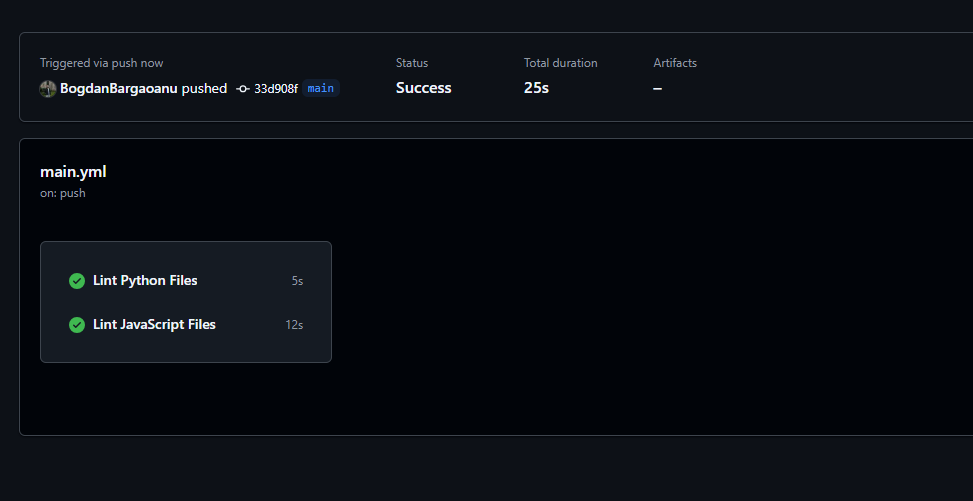 Triggered via push now
BogdanBargaoanu pushed 33d908f main
Status
Success
Total duration
25s
Artifacts
–
main.yml
on: push
Lint Python Files 5s
Lint JavaScript Files 12s